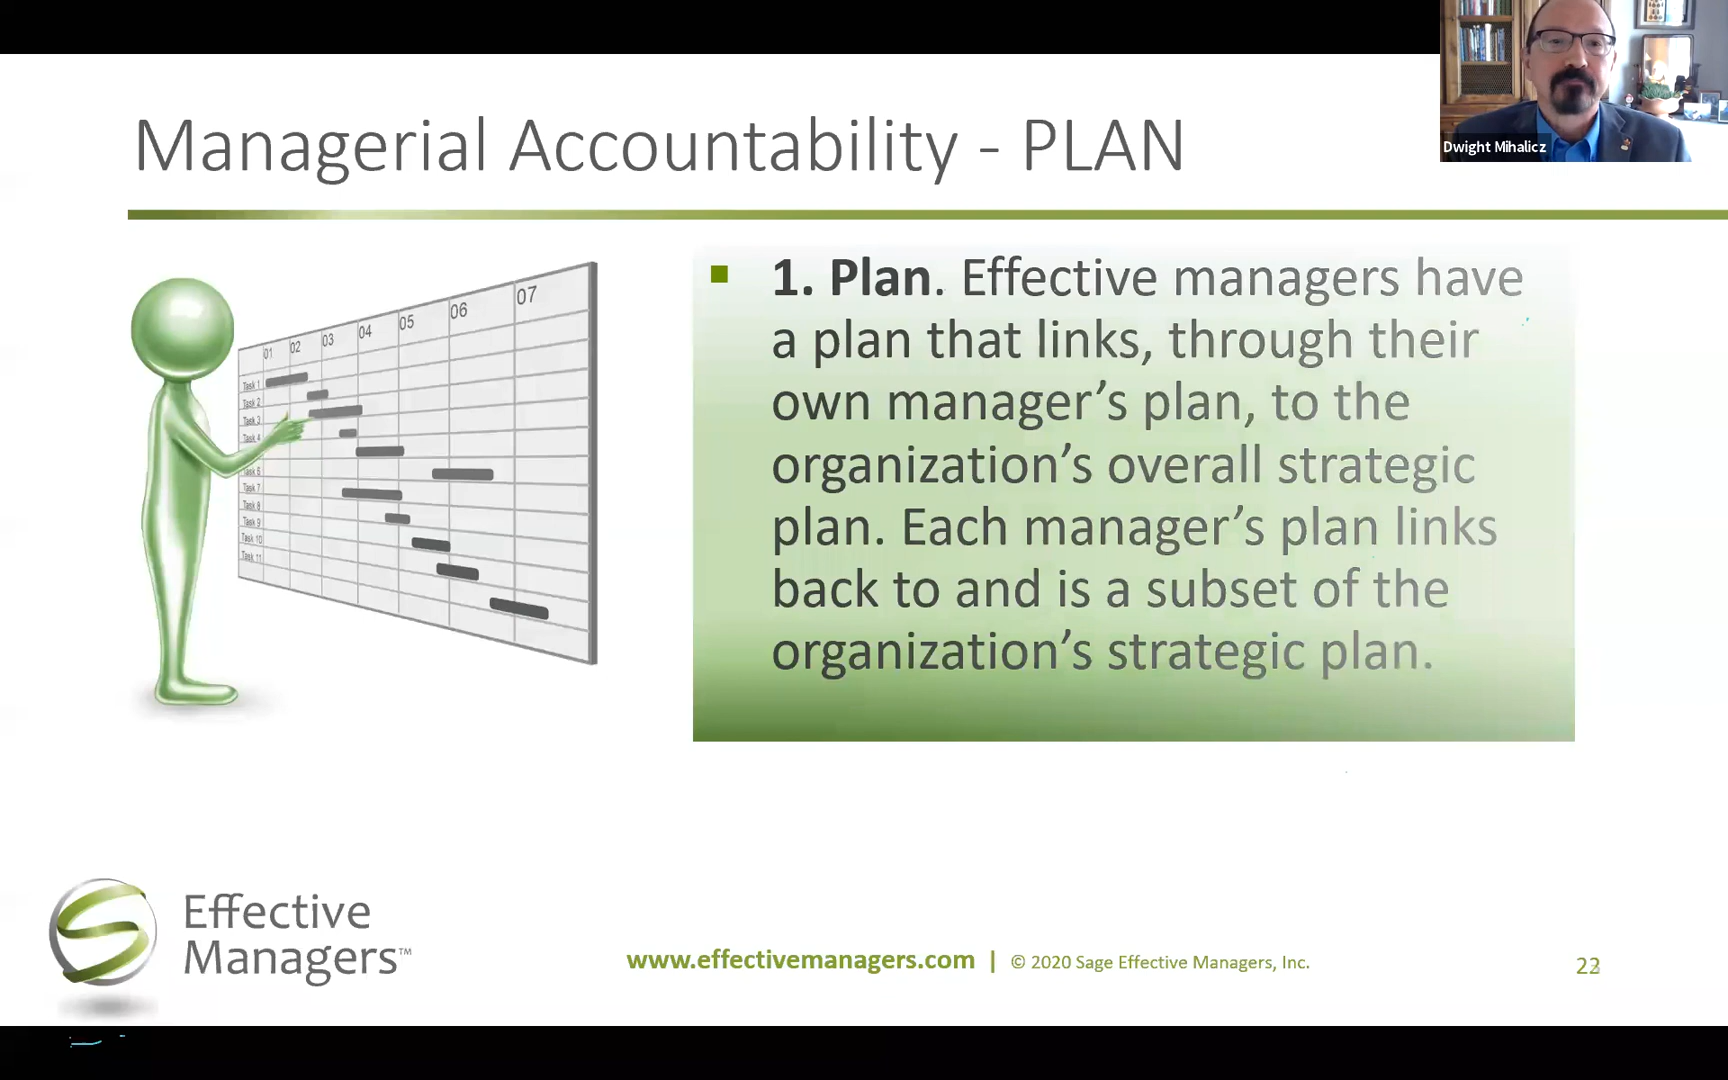 Managerial Accountability - PLAN
Dwight Mihalicz
01 02 03 04 05 06 07
Task 1
Task 2
Task 3
Task 4
Task 6
Task 7
Task 8
Task 9
Task 10
Task 11
1. Plan. Effective managers have
a plan that links, through their
own manager’s plan, to the
organization’s overall strategic
plan. Each manager’s plan links
back to and is a subset of the
organization’s strategic plan.
Effective
Managers™
www.effectivemanagers.com | © 2020 Sage Effective Managers, Inc.